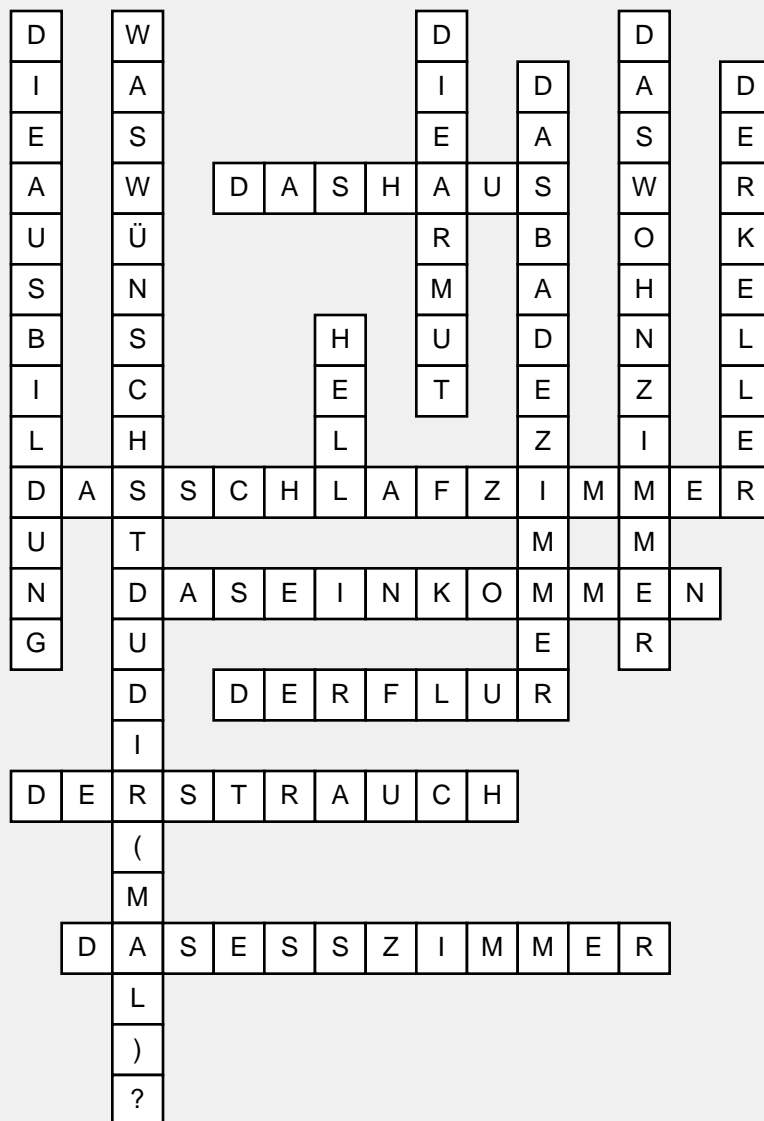 DIEAUSBILDUNG
WASWÜNSCHSTDUDIR(MAL)?
DIEARMUT
DASWOHNZIMMER
DASBADEZIMMER
DERKELLER
DASHAUS
HELL
DASSCHLAFZIMMER
DASEINKOMMEN
DERFLUR
DERSTRAUCH
DASESSZIMMER